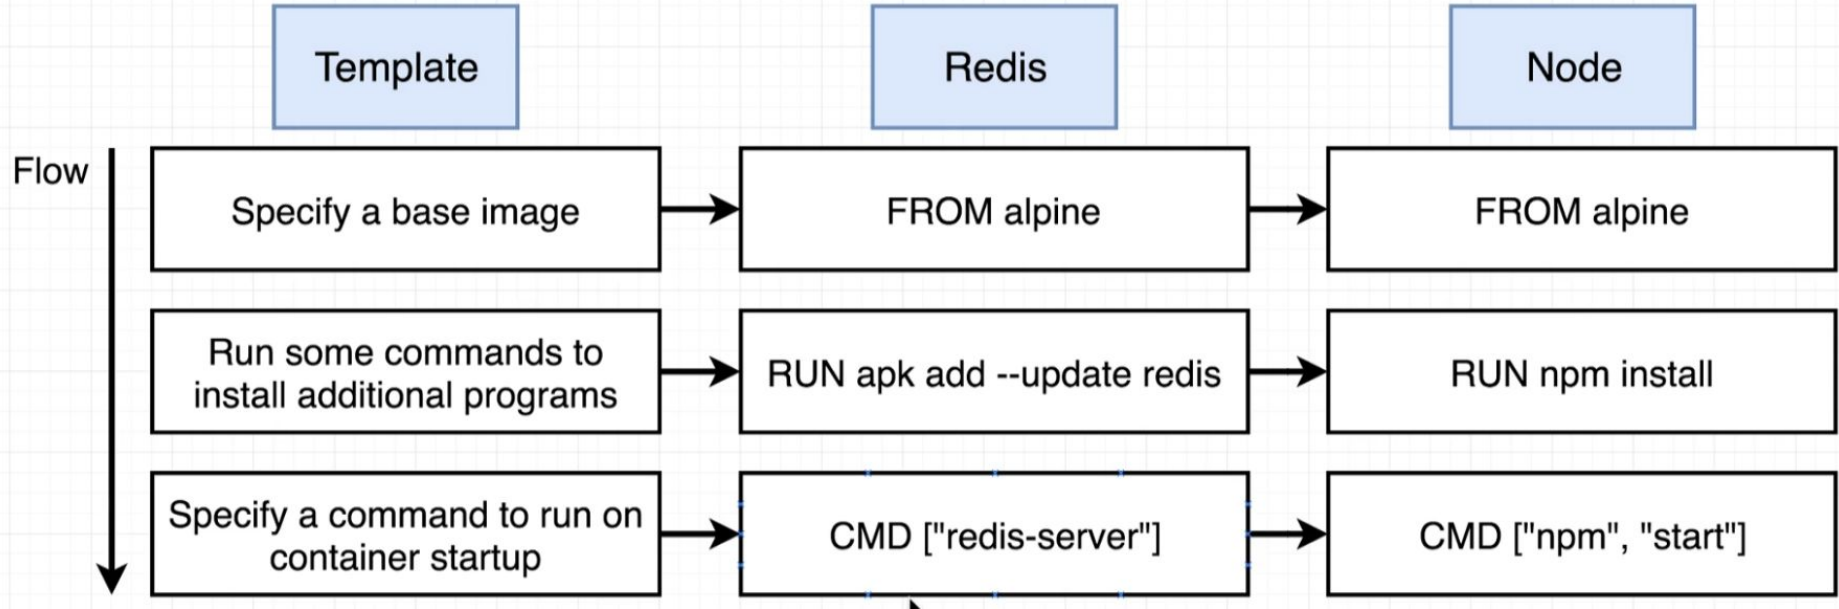 Template
Redis
Node
Flow
Specify a base image
FROM alpine
FROM alpine
Run some commands to
install additional programs
RUN apk add --update redis
RUN npm install
Specify a command to run on
container startup
CMD ["redis-server"]
CMD ["npm", "start"]